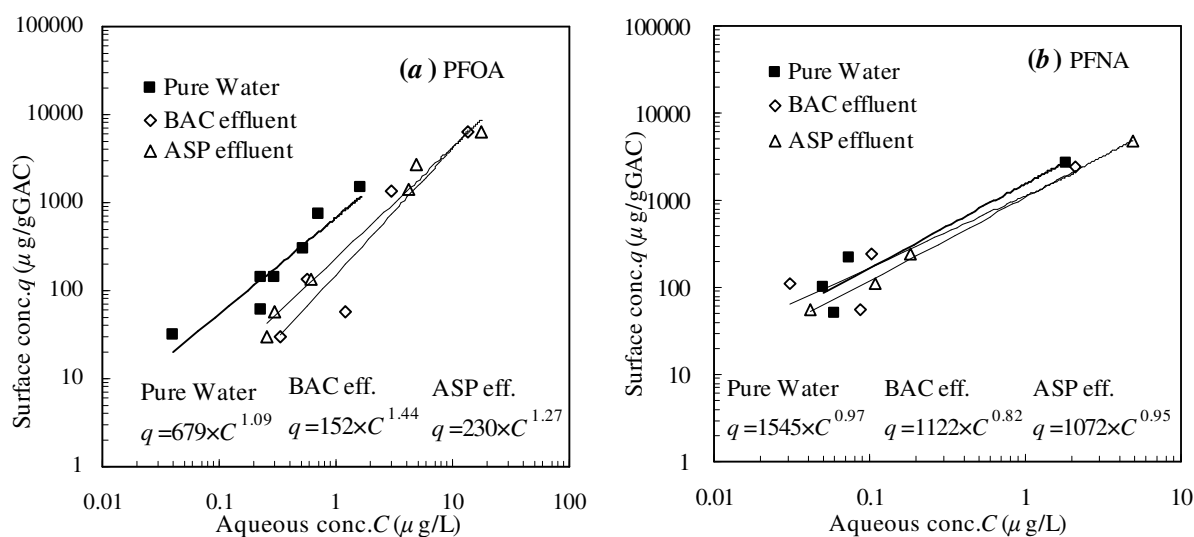 (a) PFOA
■ Pure Water
◇ BAC effluent
△ ASP effluent
100000
10000
1000
100
10
1
Surface conc.q (μg/gGAC)
Pure Water
q=679×C^1.09
BAC eff.
q=152×C^1.44
ASP eff.
q=230×C^1.27
0.01 0.1 1 10 100
Aqueous conc.C (μg/L)
(b) PFNA
■ Pure Water
◇ BAC effluent
△ ASP effluent
100000
10000
1000
100
10
1
Surface conc.q (μg/gGAC)
Pure Water
q=1545×C^0.97
BAC eff.
q=1122×C^0.82
ASP eff.
q=1072×C^0.95
0.01 0.1 1 10
Aqueous conc.C (μg/L)